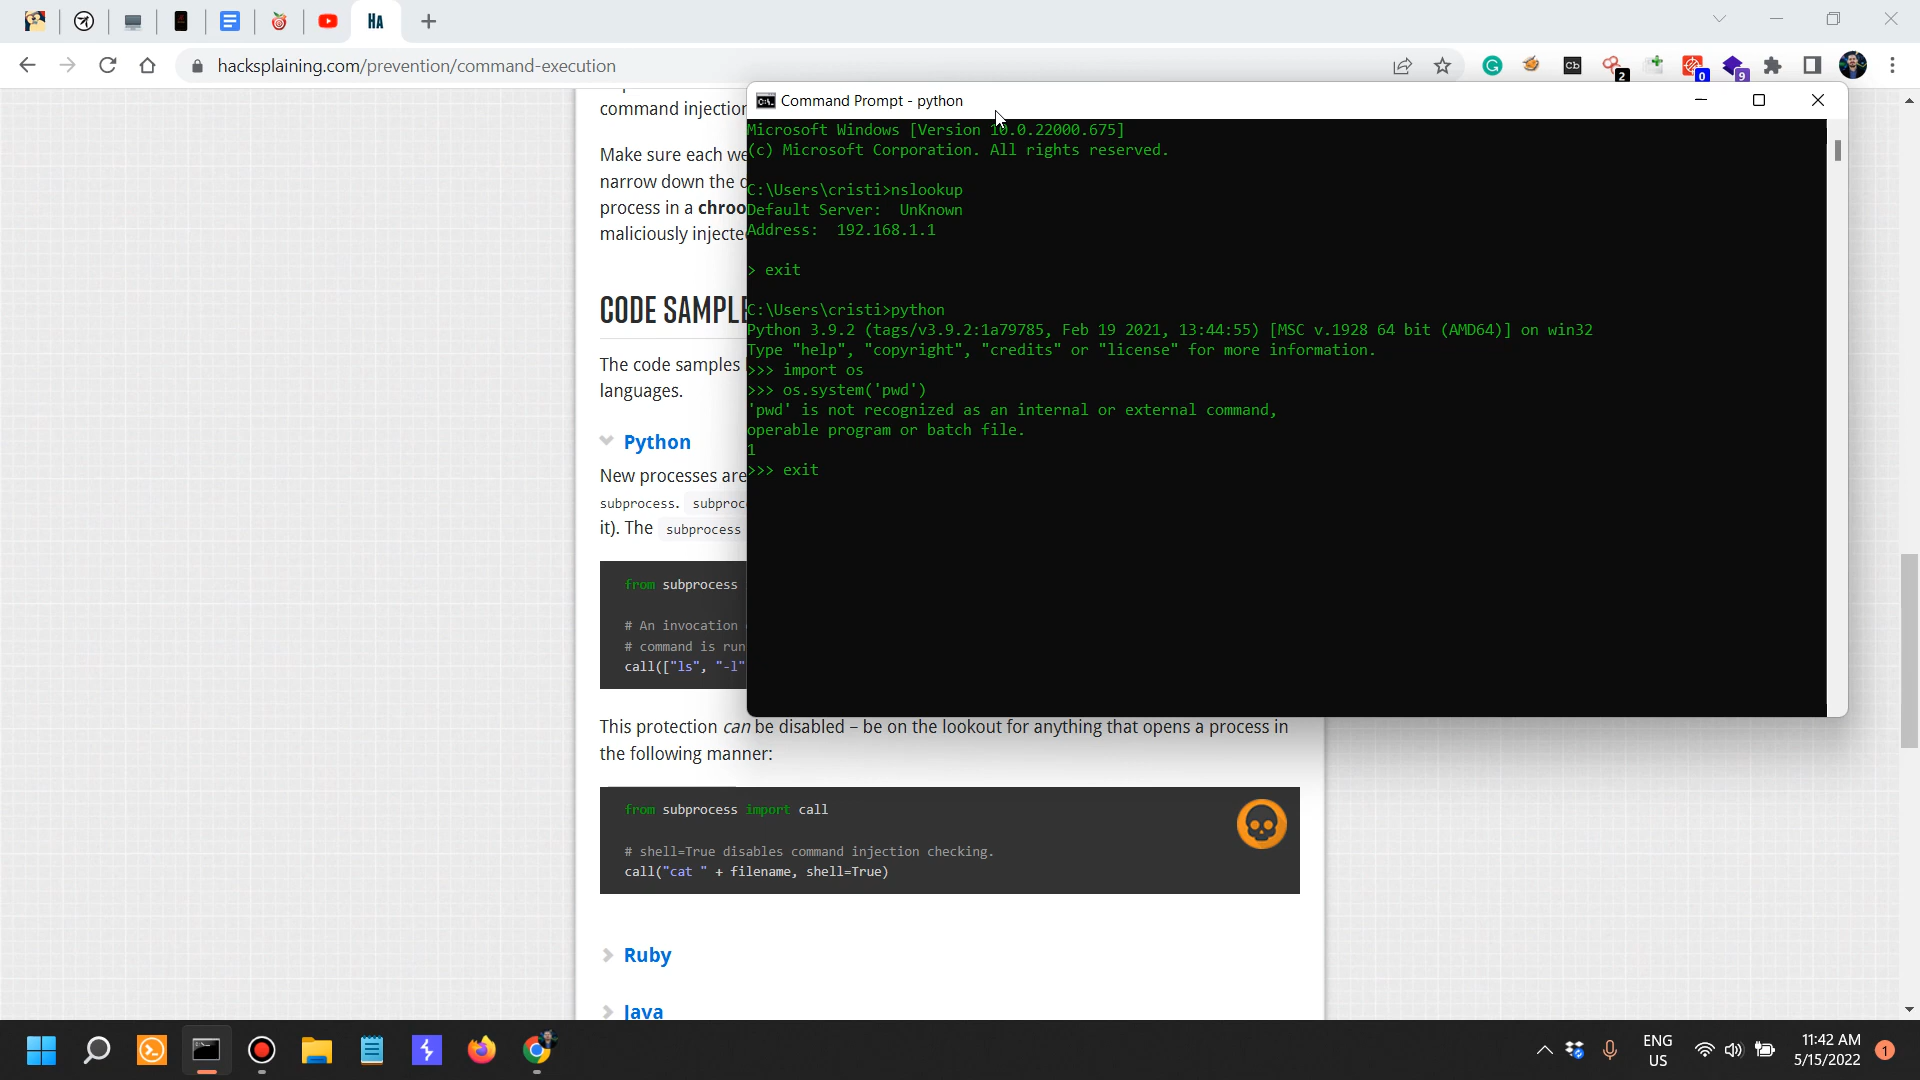 HA
hacksplaining.com/prevention/command-execution
Cb
2
0
9
command injection
Command Prompt - python
Microsoft Windows [Version 10.0.22000.675]
(c) Microsoft Corporation. All rights reserved.
Make sure each we
narrow down the
process in a chroo
maliciously injecte
C:\Users\cristi>nslookup
Default Server:  UnKnown
Address:  192.168.1.1
> exit
C:\Users\cristi>python
Python 3.9.2 (tags/v3.9.2:1a79785, Feb 19 2021, 13:44:55) [MSC v.1928 64 bit (AMD64)] on win32
Type "help", "copyright", "credits" or "license" for more information.
>>> import os
>>> os.system('pwd')
'pwd' is not recognized as an internal or external command,
operable program or batch file.
1
>>> exit
CODE SAMPLE
The code samples
languages.
Python
New processes are
subprocess. subproc
it). The subprocess
from subprocess
# An invocation
# command is run
call(["ls", "-l"
This protection can be disabled – be on the lookout for anything that opens a process in
the following manner:
from subprocess import call
# shell=True disables command injection checking.
call("cat " + filename, shell=True)
Ruby
Java
ENG
US
11:42 AM
5/15/2022
1